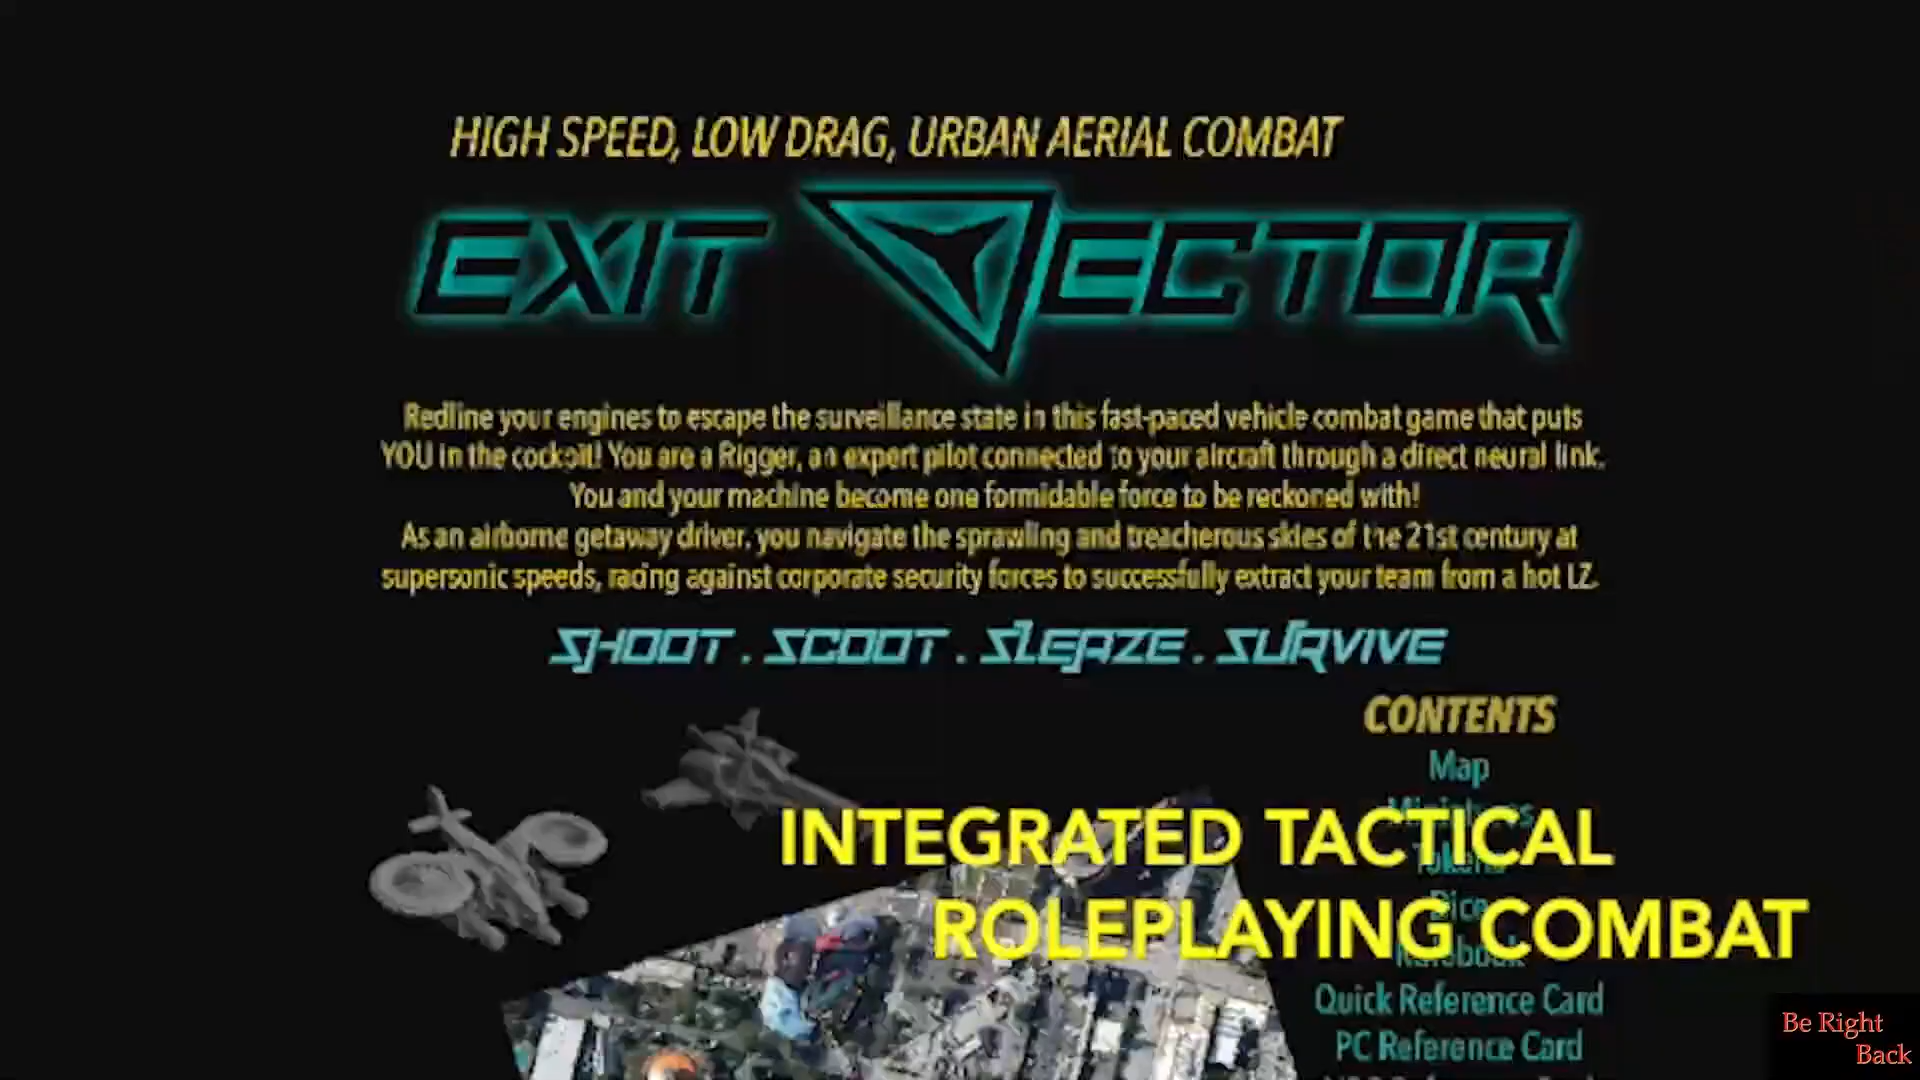 HIGH SPEED, LOW DRAG, URBAN AERIAL COMBAT
EXIT VECTOR
Redline your engines to escape the surveillance state in this fast-paced vehicle combat game that puts
YOU in the cockpit! You are a Rigger, an expert pilot connected to your aircraft through a direct neural link.
You and your machine become one formidable force to be reckoned with!
As an airborne getaway driver, you navigate the sprawling and treacherous skies of the 21st century at
supersonic speeds, racing against corporate security forces to successfully extract your team from a hot LZ.
SHOOT . SCOOT . SLEAZE . SURVIVE
CONTENTS
Map
Miniatures
INTEGRATED TACTICAL
Tokens
Dice
ROLEPLAYING COMBAT
Rulebook
Quick Reference Card
PC Reference Card
Be Right
Back